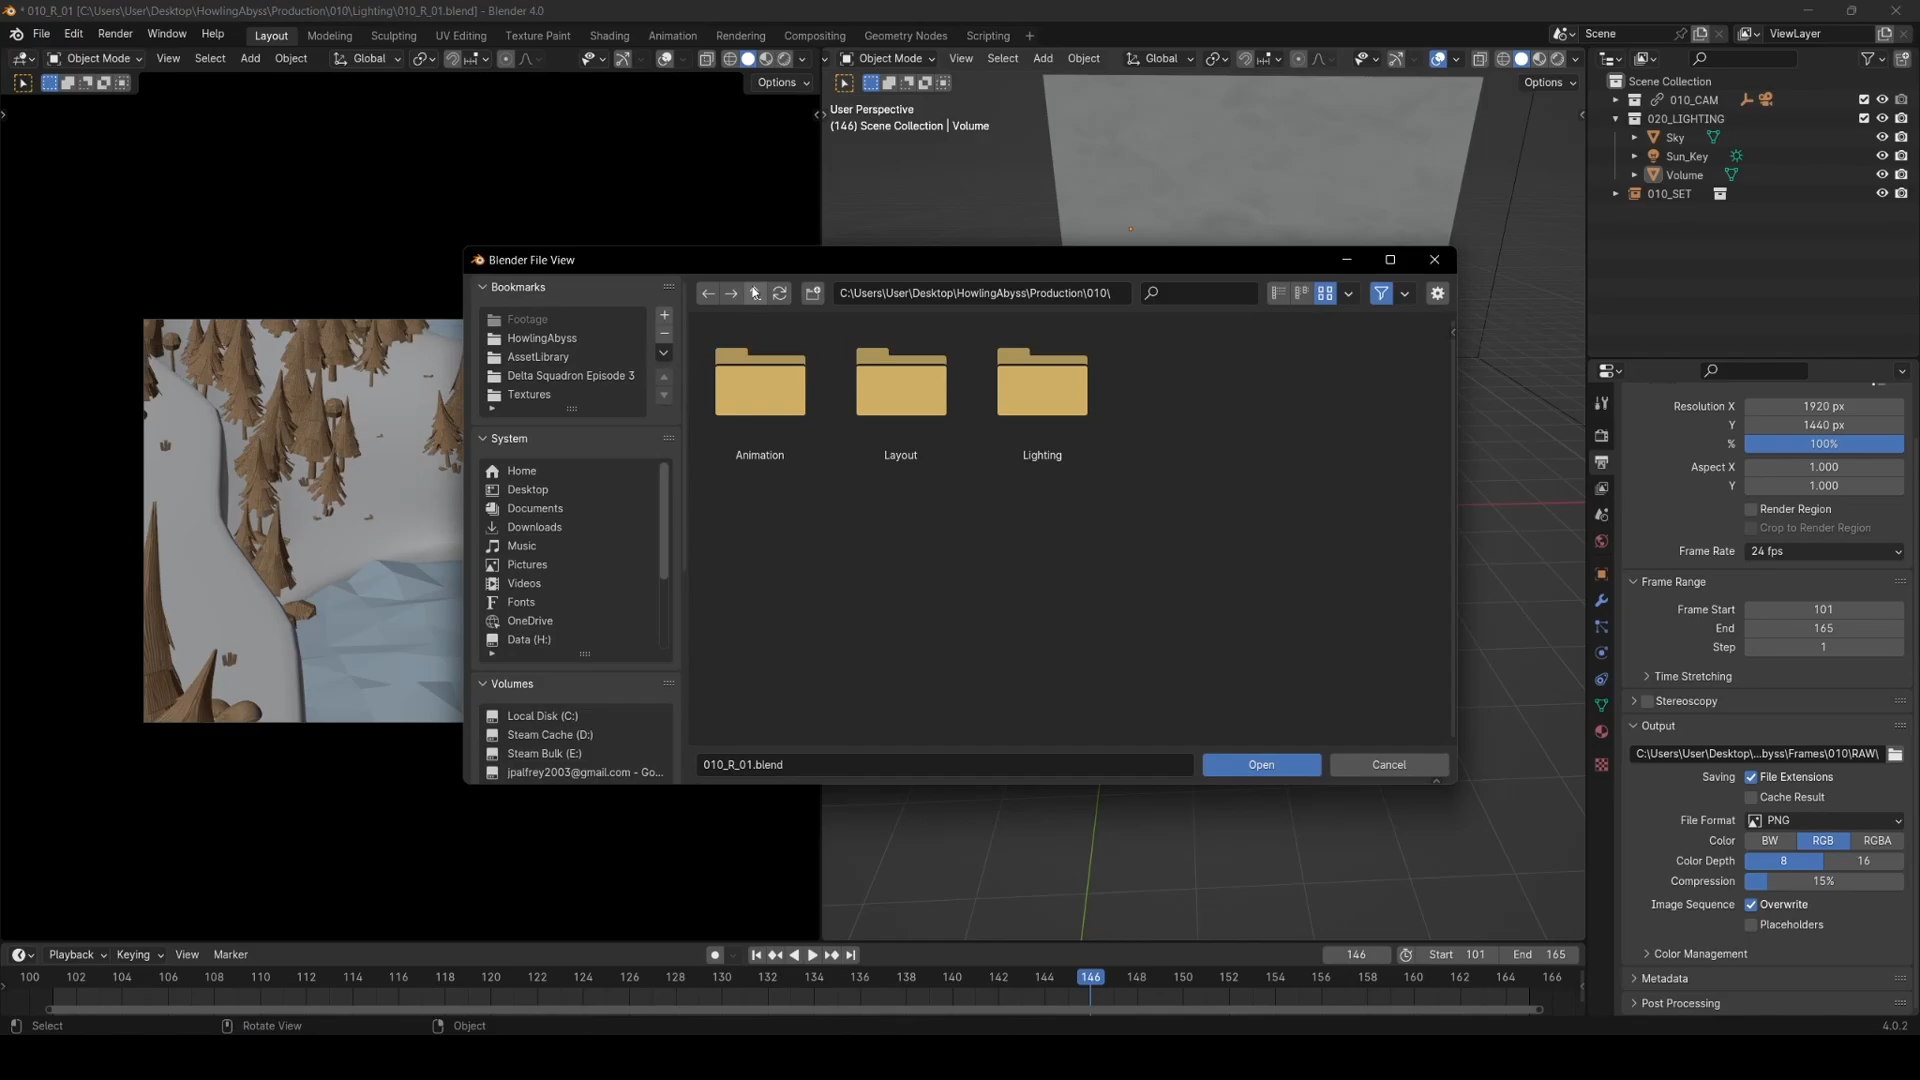 * 010_R_01 [C:\Users\User\Desktop\HowlingAbyss\Production\010\Lighting\010_R_01.blend] - Blender 4.0
File Edit Render Window Help Layout Modeling Sculpting UV Editing Texture Paint Shading Animation Rendering Compositing Geometry Nodes Scripting + Scene ViewLayer
Object Mode View Select Add Object Global Object Mode View Select Add Object Global
Options Options
User Perspective
(146) Scene Collection | Volume
Scene Collection
010_CAM
020_LIGHTING
Sky
Sun_Key
Volume
010_SET
Blender File View
Bookmarks
C:\Users\User\Desktop\HowlingAbyss\Production\010\
Footage
HowlingAbyss
AssetLibrary
Delta Squadron Episode 3
Textures
System
Home
Desktop
Documents
Downloads
Music
Pictures
Videos
Fonts
OneDrive
Data (H:)
Volumes
Local Disk (C:)
Steam Cache (D:)
Steam Bulk (E:)
jpalfrey2003@gmail.com - Go...
Animation Layout Lighting
010_R_01.blend Open Cancel
Resolution X 1920 px
Y 1440 px
% 100%
Aspect X 1.000
Y 1.000
Render Region
Crop to Render Region
Frame Rate 24 fps
Frame Range
Frame Start 101
End 165
Step 1
Time Stretching
Stereoscopy
Output
C:\Users\User\Desktop\...byss\Frames\010\RAW\
Saving File Extensions
Cache Result
File Format PNG
Color BW RGB RGBA
Color Depth 8 16
Compression 15%
Image Sequence Overwrite
Placeholders
Color Management
Metadata
Post Processing
Playback Keying View Marker 146 Start 101 End 165
100 102 104 106 108 110 112 114 116 118 120 122 124 126 128 130 132 134 136 138 140 142 144 146 148 150 152 154 156 158 160 162 164 166
Select Rotate View Object 4.0.2